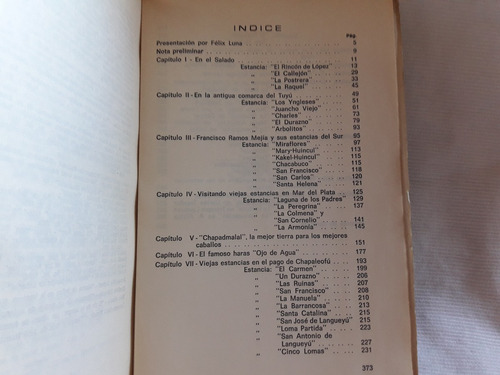 INDICE
Pág.
Presentación por Félix Luna .. .. .. .. .. .. .. 5
Nota preliminar .. .. .. .. .. .. .. .. .. 9
Capítulo I - En el Salado .. .. .. .. .. .. .. 11
Estancia: "El Rincón de López" .. .. 13
„ "El Callejón" .. .. .. .. 29
„ "La Postrera" .. .. .. .. 33
„ "La Raquel" .. .. .. .. 45
Capítulo II - En la antigua comarca del Tuyú .. .. .. 49
Estancia: "Los Yngleses" .. .. .. 51
„ "Juancho Viejo" .. .. .. 61
„ "Charles" .. .. .. .. 73
„ "El Durazno" .. .. .. .. 79
„ "Arbolitos" .. .. .. .. 93
Capítulo III - Francisco Ramos Mejía y sus estancias del Sur 95
Estancia: "Miraflores" .. .. .. .. 97
„ "Mary-Huincul" .. .. .. 113
„ "Kakel-Huincul" .. .. .. 115
„ "Chacabuco" .. .. .. .. 116
„ "San Francisco" .. .. .. 118
„ "San Carlos" .. .. .. .. 120
„ "Santa Helena" .. .. .. 121
Capítulo IV - Visitando viejas estancias en Mar del Plata .. 125
Estancia: "Laguna de los Padres" .. 129
„ "La Peregrina" .. .. .. 137
„ "La Colmena" y
"San Cornelio" .. .. .. 141
„ "La Armonía" .. .. .. 145
Capítulo V - "Chapadmalal", la mejor tierra para los mejores
caballos .. .. .. .. .. .. .. .. 151
Capítulo VI - El famoso haras "Ojo de Agua" .. .. .. 177
Capítulo VII - Viejas estancias en el pago de Chapaleofú .. 193
Estancia: "El Carmen" .. .. .. .. 199
„ "Un Durazno" .. .. .. .. 206
„ "Las Ruinas" .. .. .. .. 207
„ "San Francisco" .. .. .. 208
„ "La Manuela" .. .. .. .. 210
„ "La Barrancosa" .. .. .. 213
„ "Santa Catalina" .. .. .. 215
„ "San José de Langueyú" .. 215
„ "Loma Partida" .. .. .. 223
„ "San Antonio de
Langueyú" .. .. .. .. 227
„ "Cinco Lomas" .. .. .. 231
373